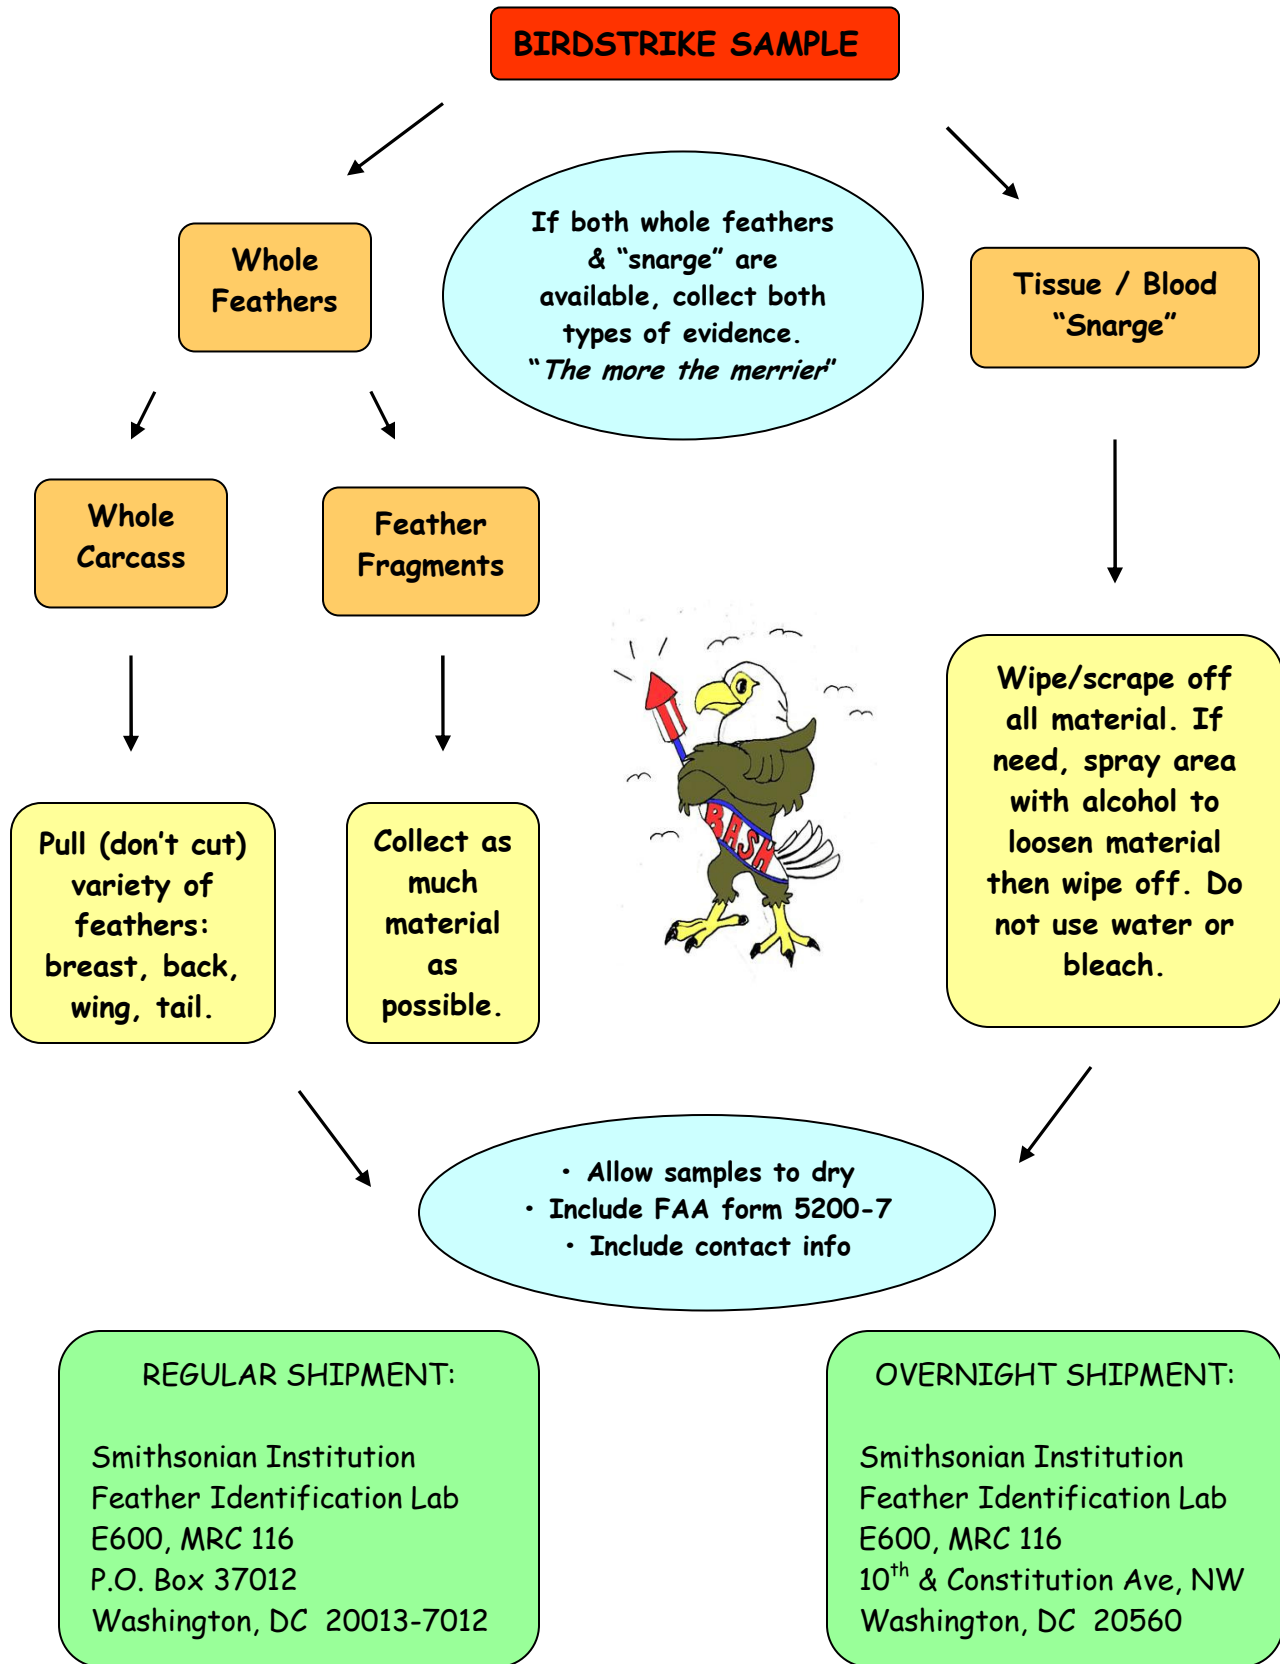 BIRDSTRIKE SAMPLE
If both whole feathers
& “snarge” are
available, collect both
types of evidence.
“The more the merrier”
Whole
Feathers
Tissue / Blood
“Snarge”
Whole
Carcass
Feather
Fragments
Pull (don’t cut)
variety of
feathers:
breast, back,
wing, tail.
Collect as
much
material
as
possible.
BASH
Wipe/scrape off
all material. If
need, spray area
with alcohol to
loosen material
then wipe off. Do
not use water or
bleach.
• Allow samples to dry
• Include FAA form 5200-7
• Include contact info
REGULAR SHIPMENT:
Smithsonian Institution
Feather Identification Lab
E600, MRC 116
P.O. Box 37012
Washington, DC 20013-7012
OVERNIGHT SHIPMENT:
Smithsonian Institution
Feather Identification Lab
E600, MRC 116
10th & Constitution Ave, NW
Washington, DC 20560